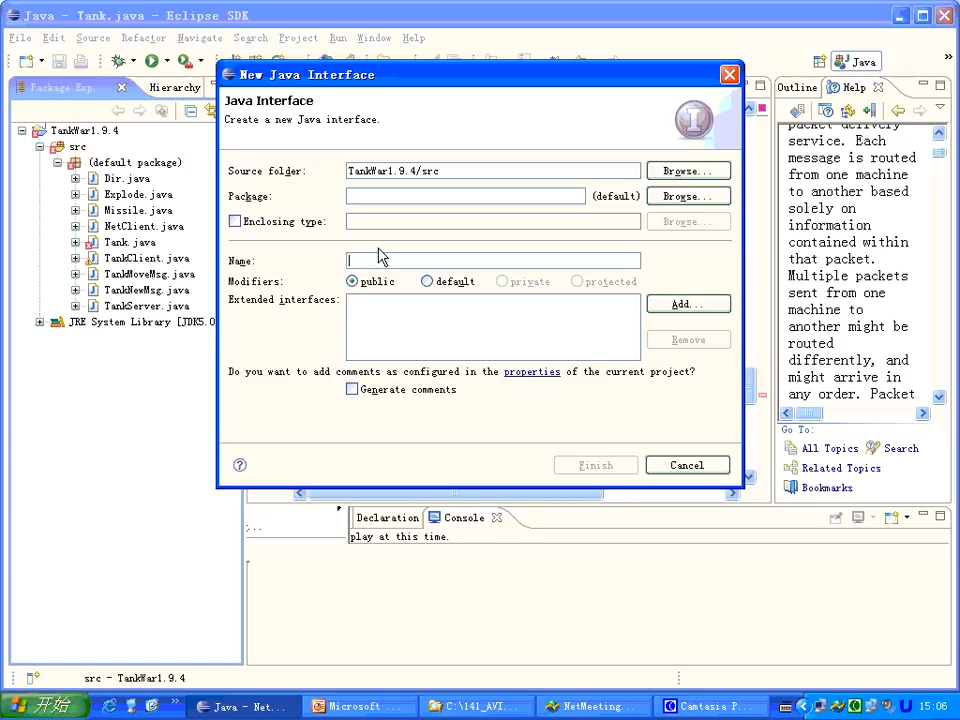 Java - Tank.java - Eclipse SDK
File Edit Source Refactor Navigate Search Project Run Window Help
Java
Package Exp... Hierarchy
TankWar1.9.4
src
(default package)
Dir.java
Explode.java
Missile.java
NetClient.java
Tank.java
TankClient.java
TankMoveMsg.java
TankNewMsg.java
TankServer.java
JRE System Library [JDK5.0
New Java Interface
Java Interface
Create a new Java interface.
Source folder: TankWar1.9.4/src Browse...
Package: (default) Browse...
Enclosing type: Browse...
Name:
Modifiers: public default private protected
Extended interfaces: Add...
Remove
Do you want to add comments as configured in the properties of the current project?
Generate comments
Finish Cancel
Outline Help
packet delivery
service. Each
message is routed
from one machine
to another based
solely on
information
contained within
that packet.
Multiple packets
sent from one
machine to
another might be
routed
differently, and
might arrive in
any order. Packet
Go To:
All Topics Search
Related Topics
Bookmarks
Declaration Console
play at this time.
src - TankWar1.9.4
开始 Java - Net... Microsoft ... C:\141_AVI... NetMeeting... Camtasia P... 15:06